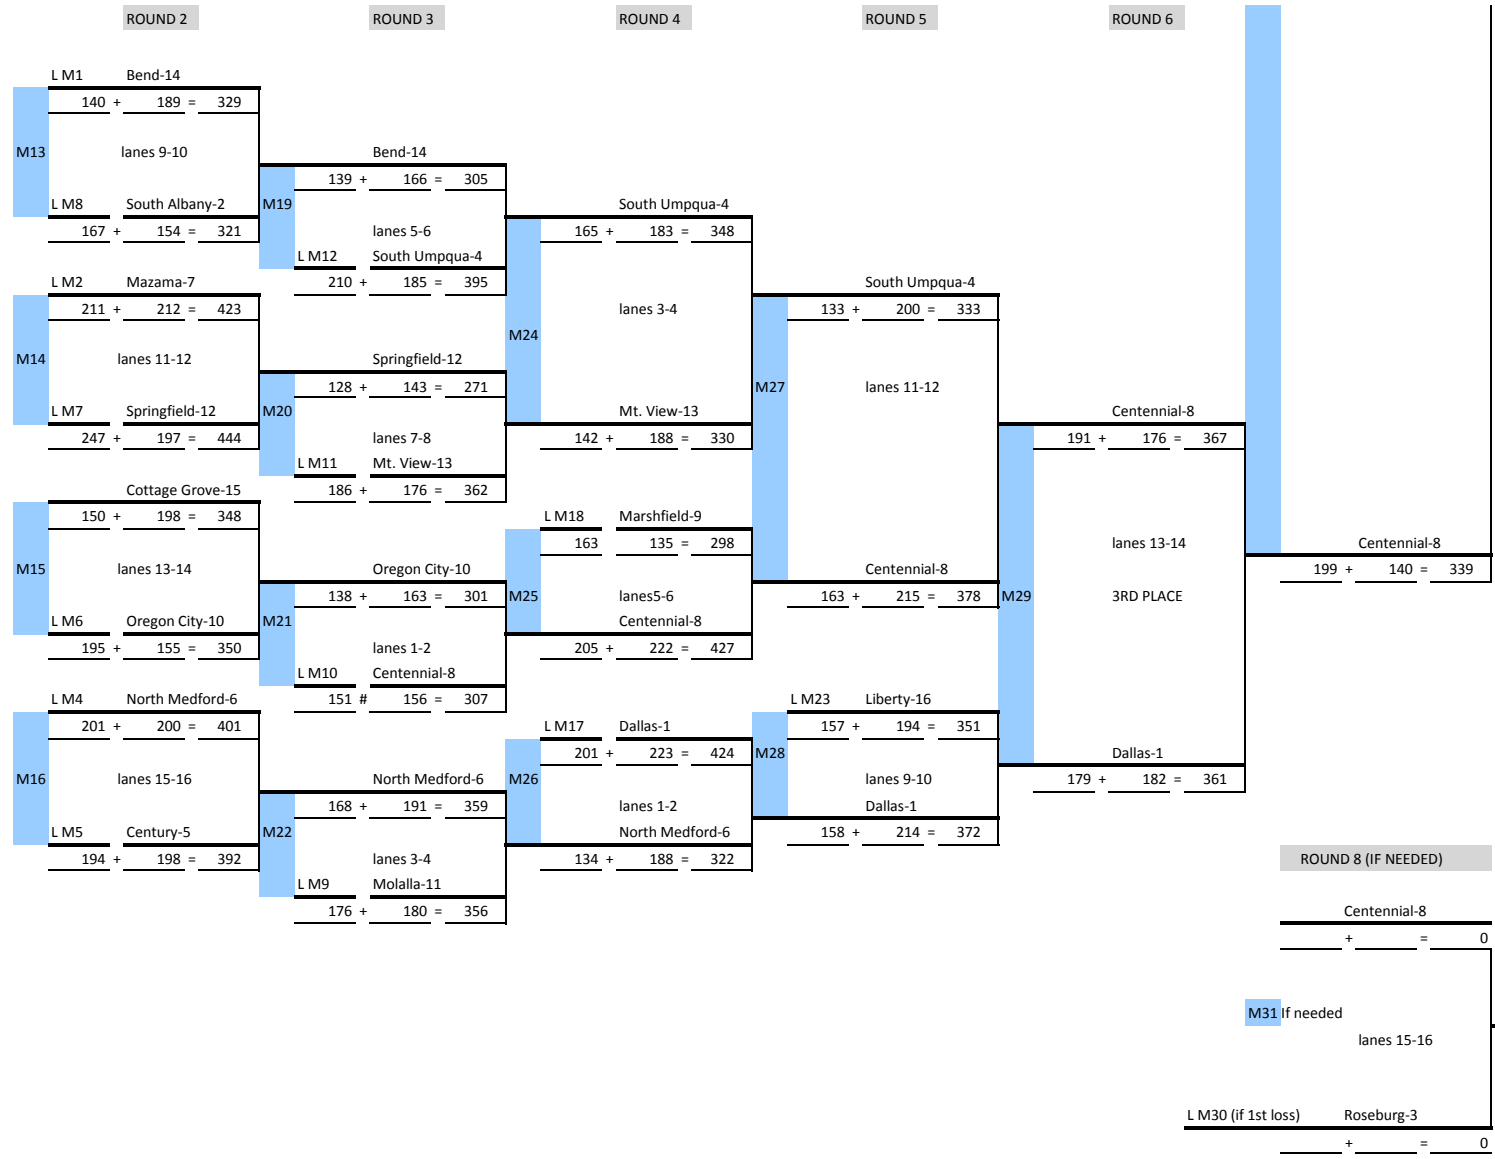 ROUND 2 ROUND 3 ROUND 4 ROUND 5 ROUND 6
L M1 Bend-14
140 + 189 = 329
M13 lanes 9-10 Bend-14
139 + 166 = 305
L M8 South Albany-2 M19 South Umpqua-4
167 + 154 = 321 lanes 5-6 165 + 183 = 348
L M12 South Umpqua-4
L M2 Mazama-7 210 + 185 = 395 South Umpqua-4
211 + 212 = 423 lanes 3-4 133 + 200 = 333
M24
M14 lanes 11-12 Springfield-12
128 + 143 = 271 M27 lanes 11-12
L M7 Springfield-12 M20 Mt. View-13 Centennial-8
247 + 197 = 444 lanes 7-8 142 + 188 = 330 191 + 176 = 367
L M11 Mt. View-13
Cottage Grove-15 186 + 176 = 362
150 + 198 = 348 L M18 Marshfield-9
163 135 = 298 lanes 13-14 Centennial-8
M15 lanes 13-14 Oregon City-10 Centennial-8 199 + 140 = 339
138 + 163 = 301 M25 lanes5-6 163 + 215 = 378 M29 3RD PLACE
L M6 Oregon City-10 M21 Centennial-8
195 + 155 = 350 lanes 1-2 205 + 222 = 427
L M10 Centennial-8
L M4 North Medford-6 151 # 156 = 307 L M23 Liberty-16
201 + 200 = 401 L M17 Dallas-1 157 + 194 = 351
201 + 223 = 424 M28 Dallas-1
M16 lanes 15-16 North Medford-6 M26 lanes 9-10 179 + 182 = 361
168 + 191 = 359 lanes 1-2 Dallas-1
L M5 Century-5 M22 North Medford-6 158 + 214 = 372
194 + 198 = 392 lanes 3-4 134 + 188 = 322 ROUND 8 (IF NEEDED)
L M9 Molalla-11
176 + 180 = 356 Centennial-8
+ = 0
M31 If needed
lanes 15-16
L M30 (if 1st loss) Roseburg-3
+ = 0